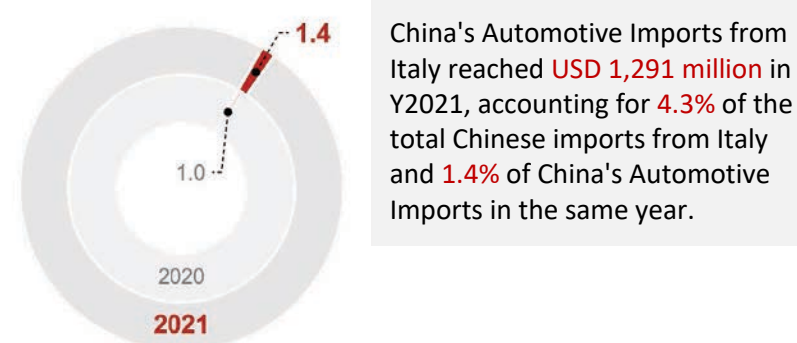 1.4
1.0
2020
2021
China's Automotive Imports from
Italy reached USD 1,291 million in
Y2021, accounting for 4.3% of the
total Chinese imports from Italy
and 1.4% of China's Automotive
Imports in the same year.